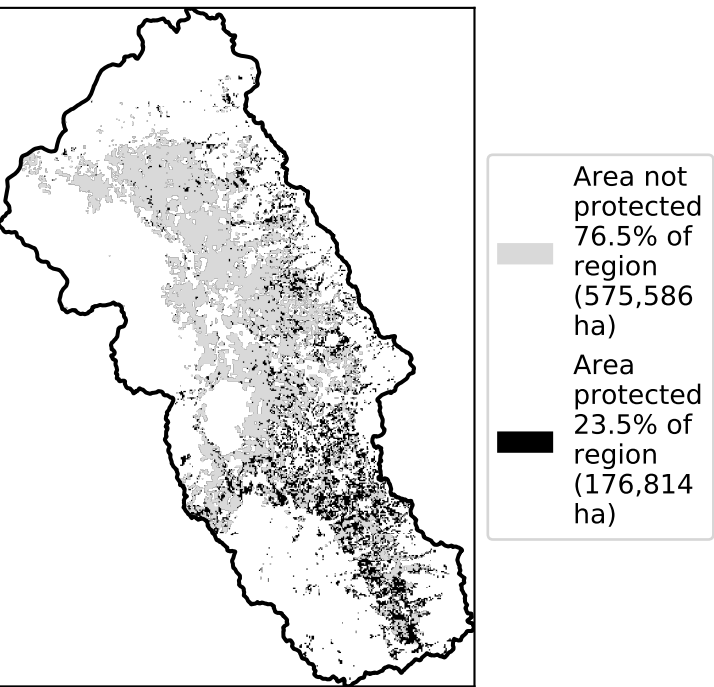 Area not
protected
76.5% of
region
(575,586
ha)
Area
protected
23.5% of
region
(176,814
ha)